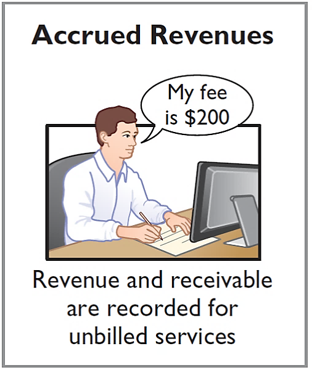 Accrued Revenues
My fee
is $200
Revenue and receivable
are recorded for
unbilled services